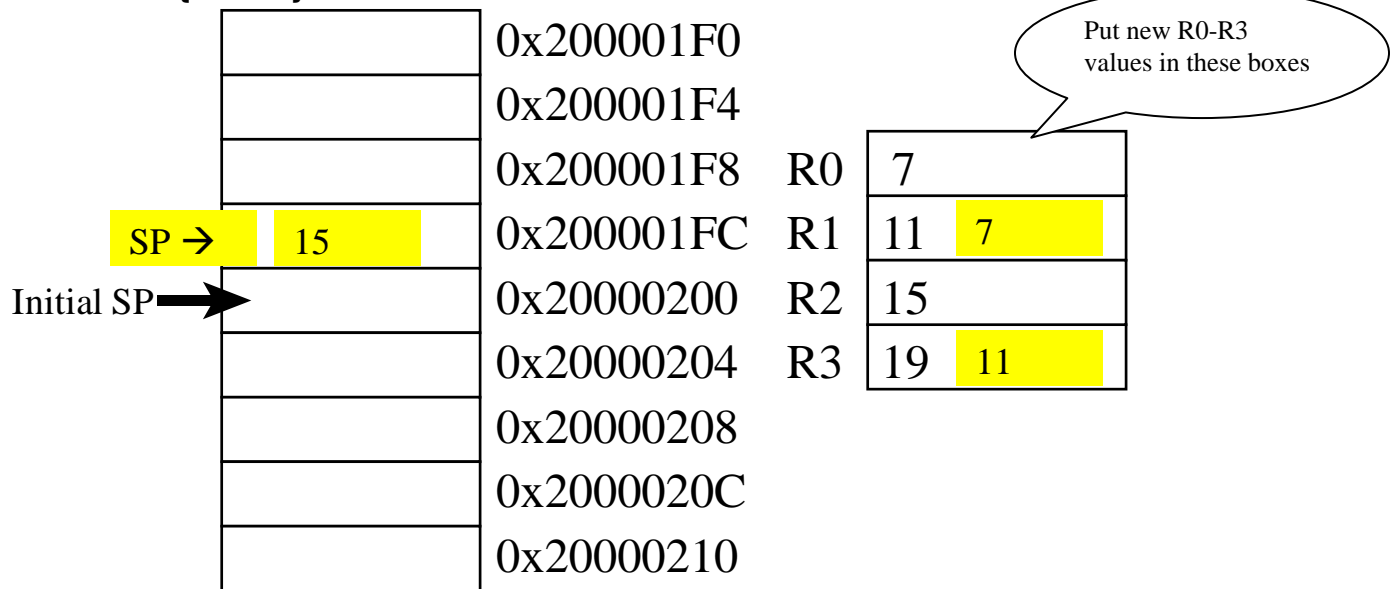 0x200001F0
Put new R0-R3
values in these boxes
0x200001F4
0x200001F8 R0 7
SP → 15 0x200001FC R1 11 7
Initial SP 0x20000200 R2 15
0x20000204 R3 19 11
0x20000208
0x2000020C
0x20000210